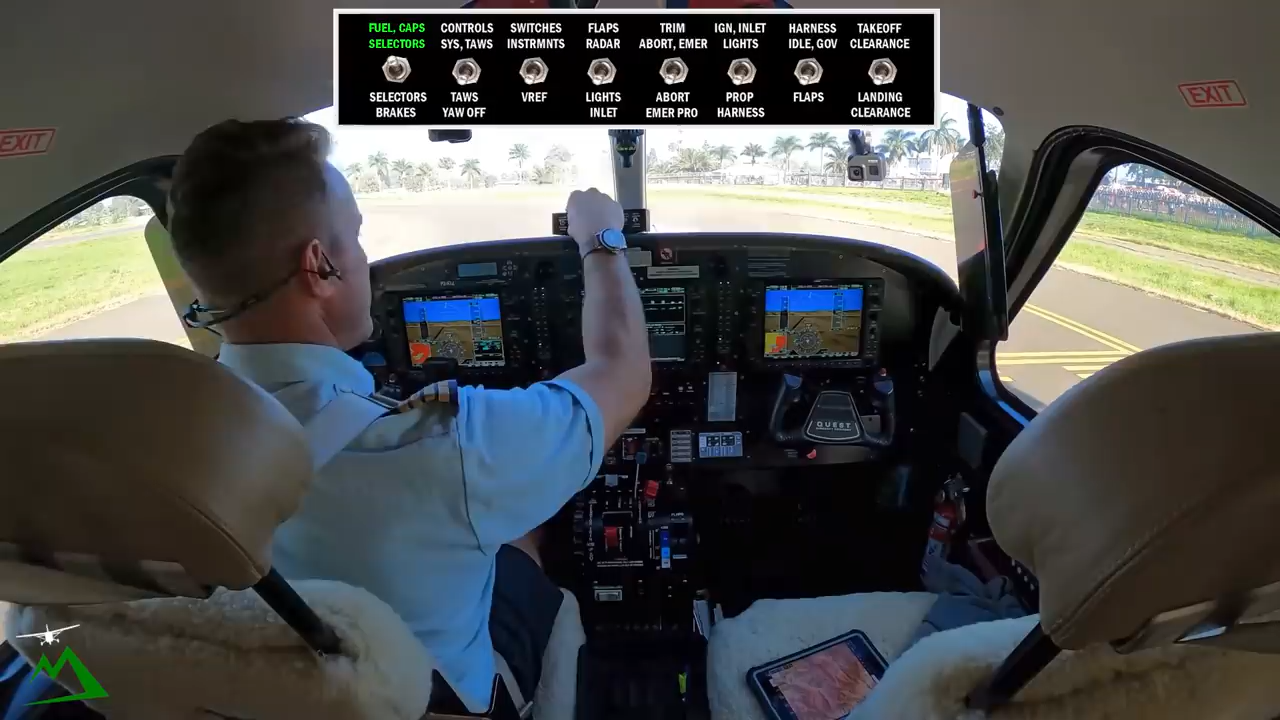 FUEL, CAPS
SELECTORS
CONTROLS
SYS, TAWS
SWITCHES
INSTRMNTS
FLAPS
RADAR
TRIM
ABORT, EMER
IGN, INLET
LIGHTS
HARNESS
IDLE, GOV
TAKEOFF
CLEARANCE
SELECTORS
BRAKES
TAWS
YAW OFF
VREF
LIGHTS
INLET
ABORT
EMER PRO
PROP
HARNESS
FLAPS
LANDING
CLEARANCE
EXIT
EXIT
QUEST